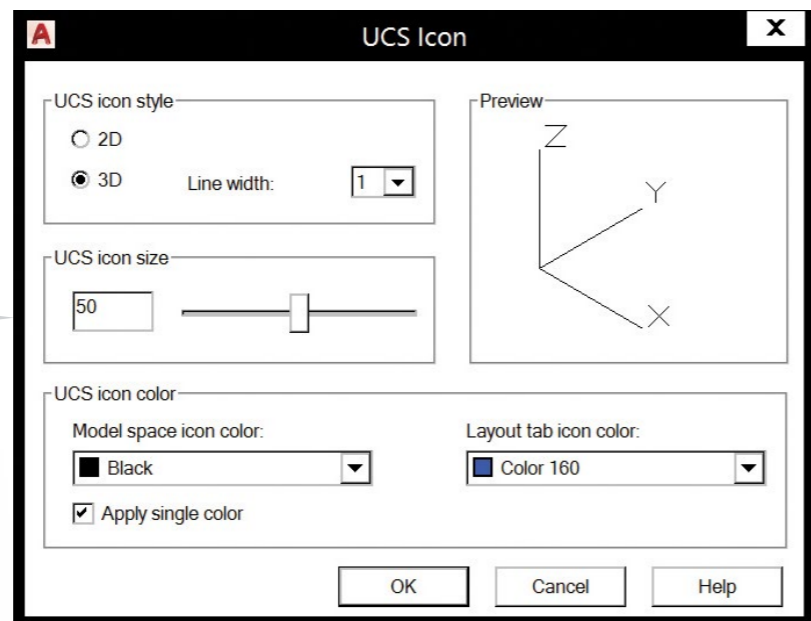 A
UCS Icon
X
UCS icon style
2D
3D
Line width:
1
Preview
Z
Y
X
UCS icon size
50
UCS icon color
Model space icon color:
Black
Layout tab icon color:
Color 160
Apply single color
OK
Cancel
Help